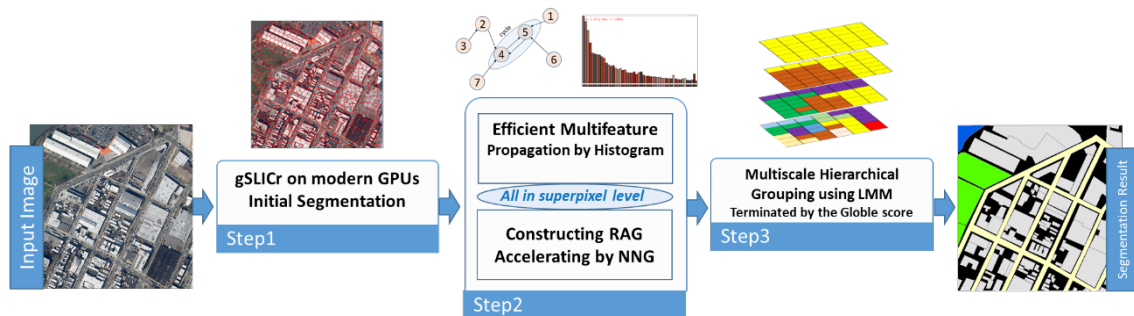 Input Image
gSLICr on modern GPUs
Initial Segmentation
Step1
1
2
3
cycle
4
5
6
7
Efficient Multifeature
Propagation by Histogram
All in superpixel level
Constructing RAG
Accelerating by NNG
Step2
Multiscale Hierarchical
Grouping using LMM
Terminated by the Globle score
Step3
Segmentation Result